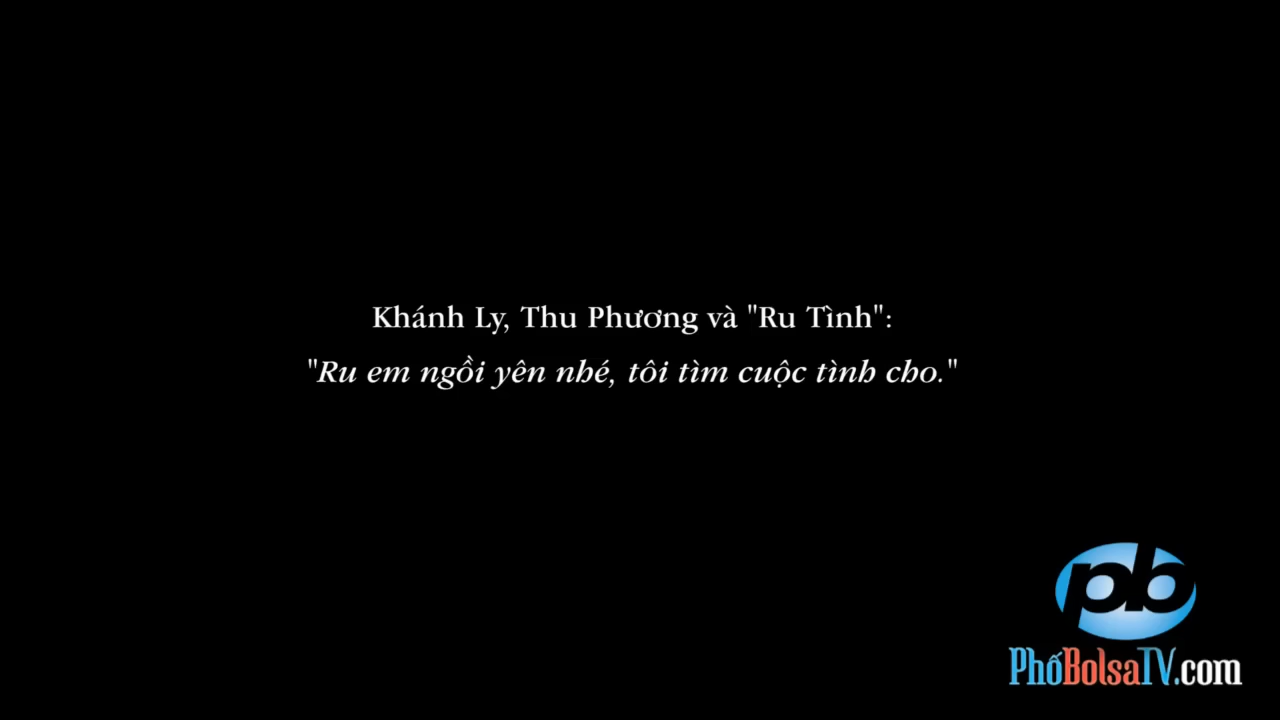 Khánh Ly, Thu Phương và "Ru Tình":
"Ru em ngồi yên nhé, tôi tìm cuộc tình cho."
pb
PhốBolsaTV.com